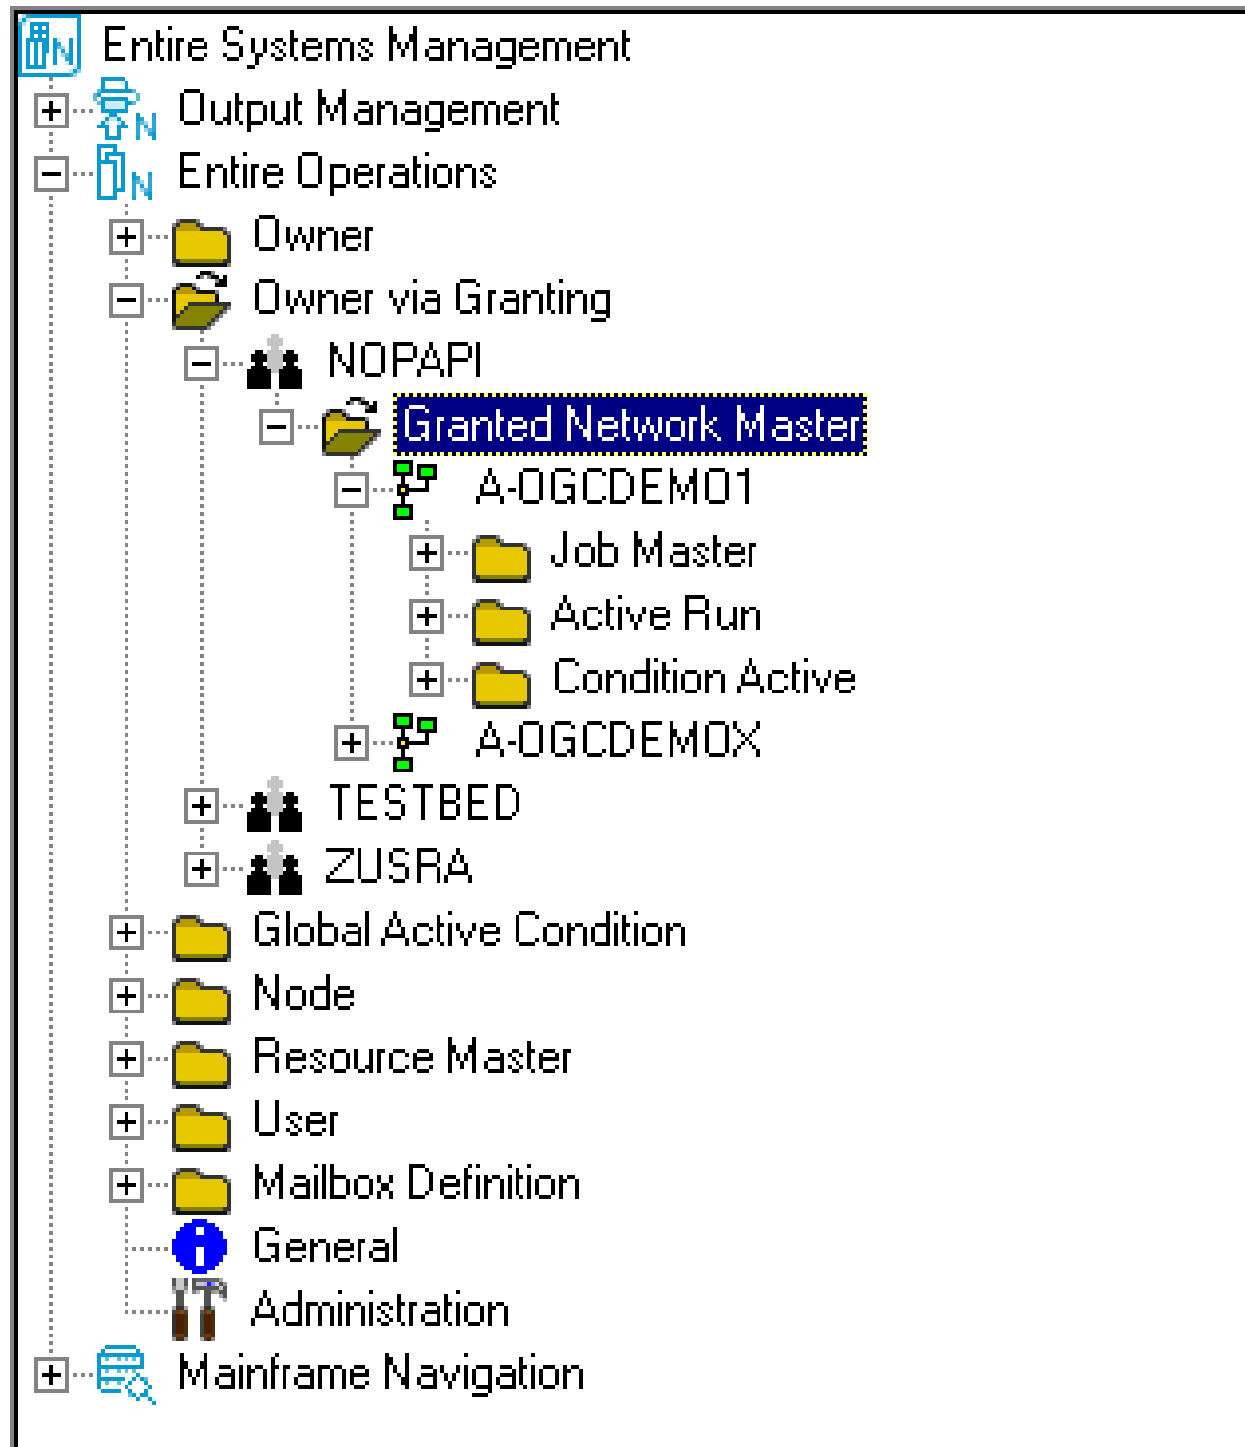 Entire Systems Management
Output Management
Entire Operations
Owner
Owner via Granting
NOPAPI
Granted Network Master
A-OGCDEMO1
Job Master
Active Run
Condition Active
A-OGCDEMOX
TESTBED
ZUSRA
Global Active Condition
Node
Resource Master
User
Mailbox Definition
General
Administration
Mainframe Navigation